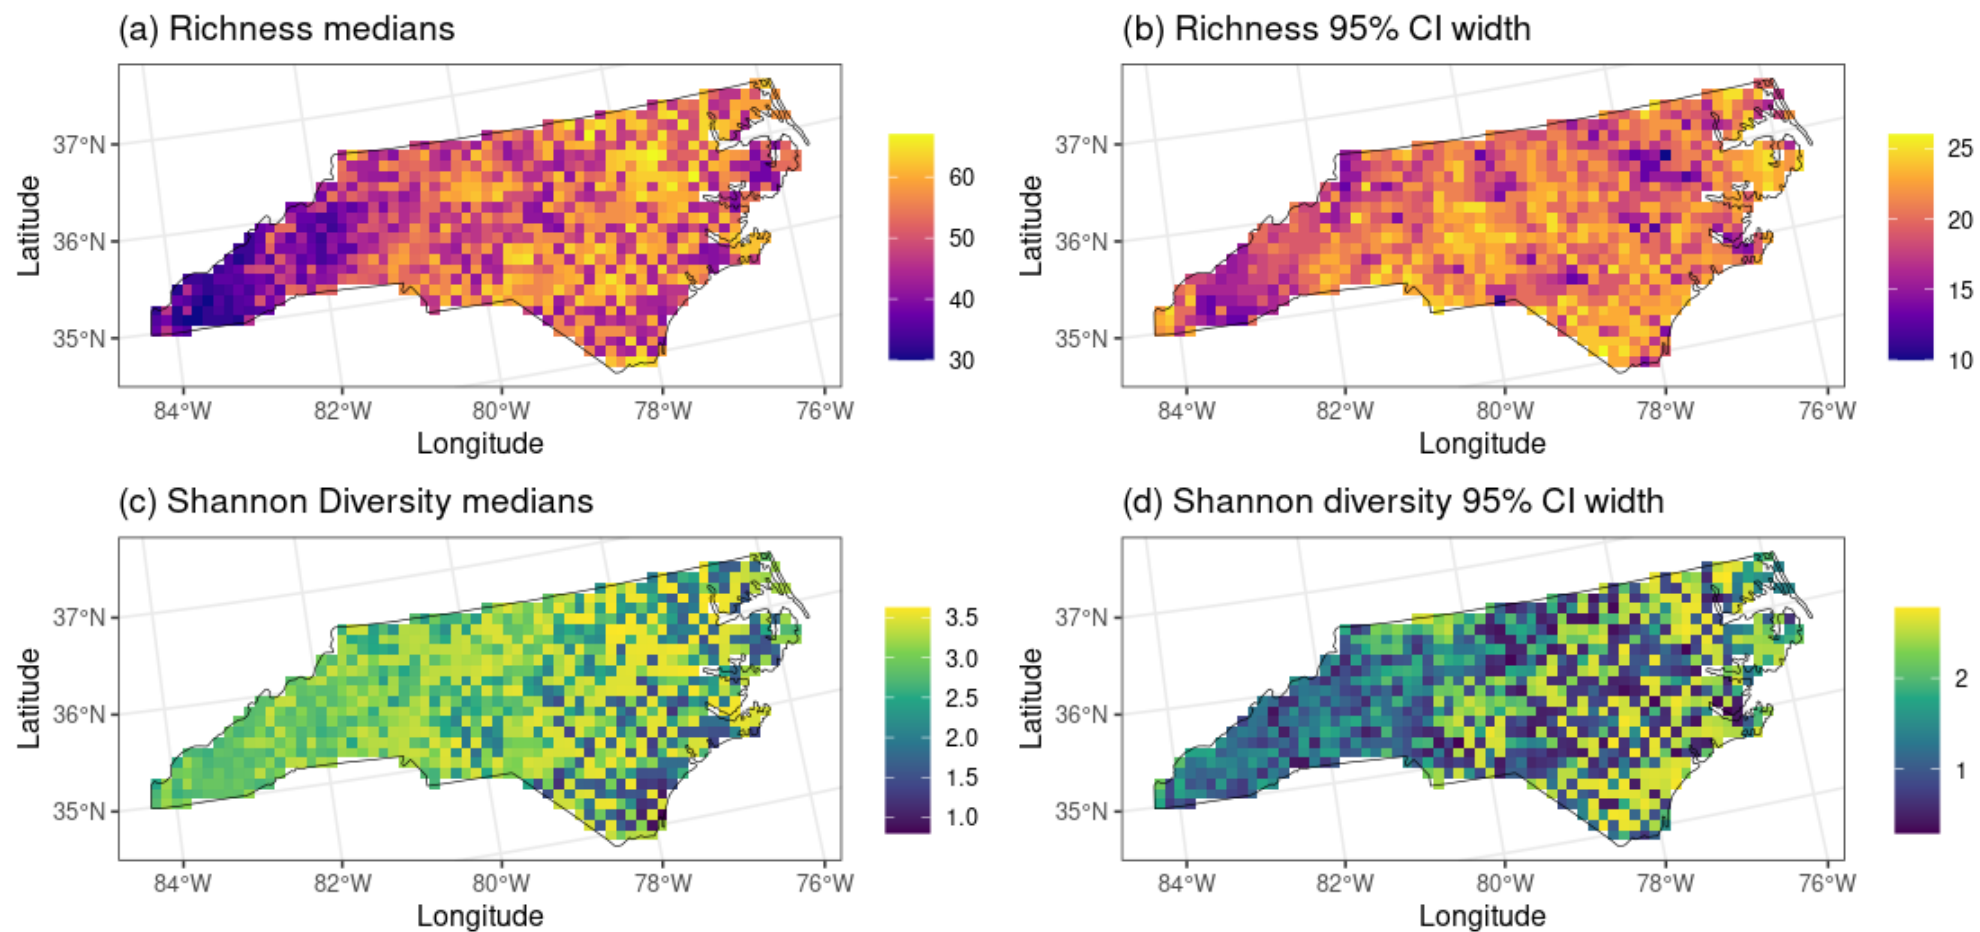 (a) Richness medians
37°N
36°N
35°N
Latitude
84°W 82°W 80°W 78°W 76°W
Longitude
60
50
40
30
(b) Richness 95% CI width
37°N
36°N
35°N
Latitude
84°W 82°W 80°W 78°W 76°W
Longitude
25
20
15
10
(c) Shannon Diversity medians
37°N
36°N
35°N
Latitude
84°W 82°W 80°W 78°W 76°W
Longitude
3.5
3.0
2.5
2.0
1.5
1.0
(d) Shannon diversity 95% CI width
37°N
36°N
35°N
Latitude
84°W 82°W 80°W 78°W 76°W
Longitude
2
1